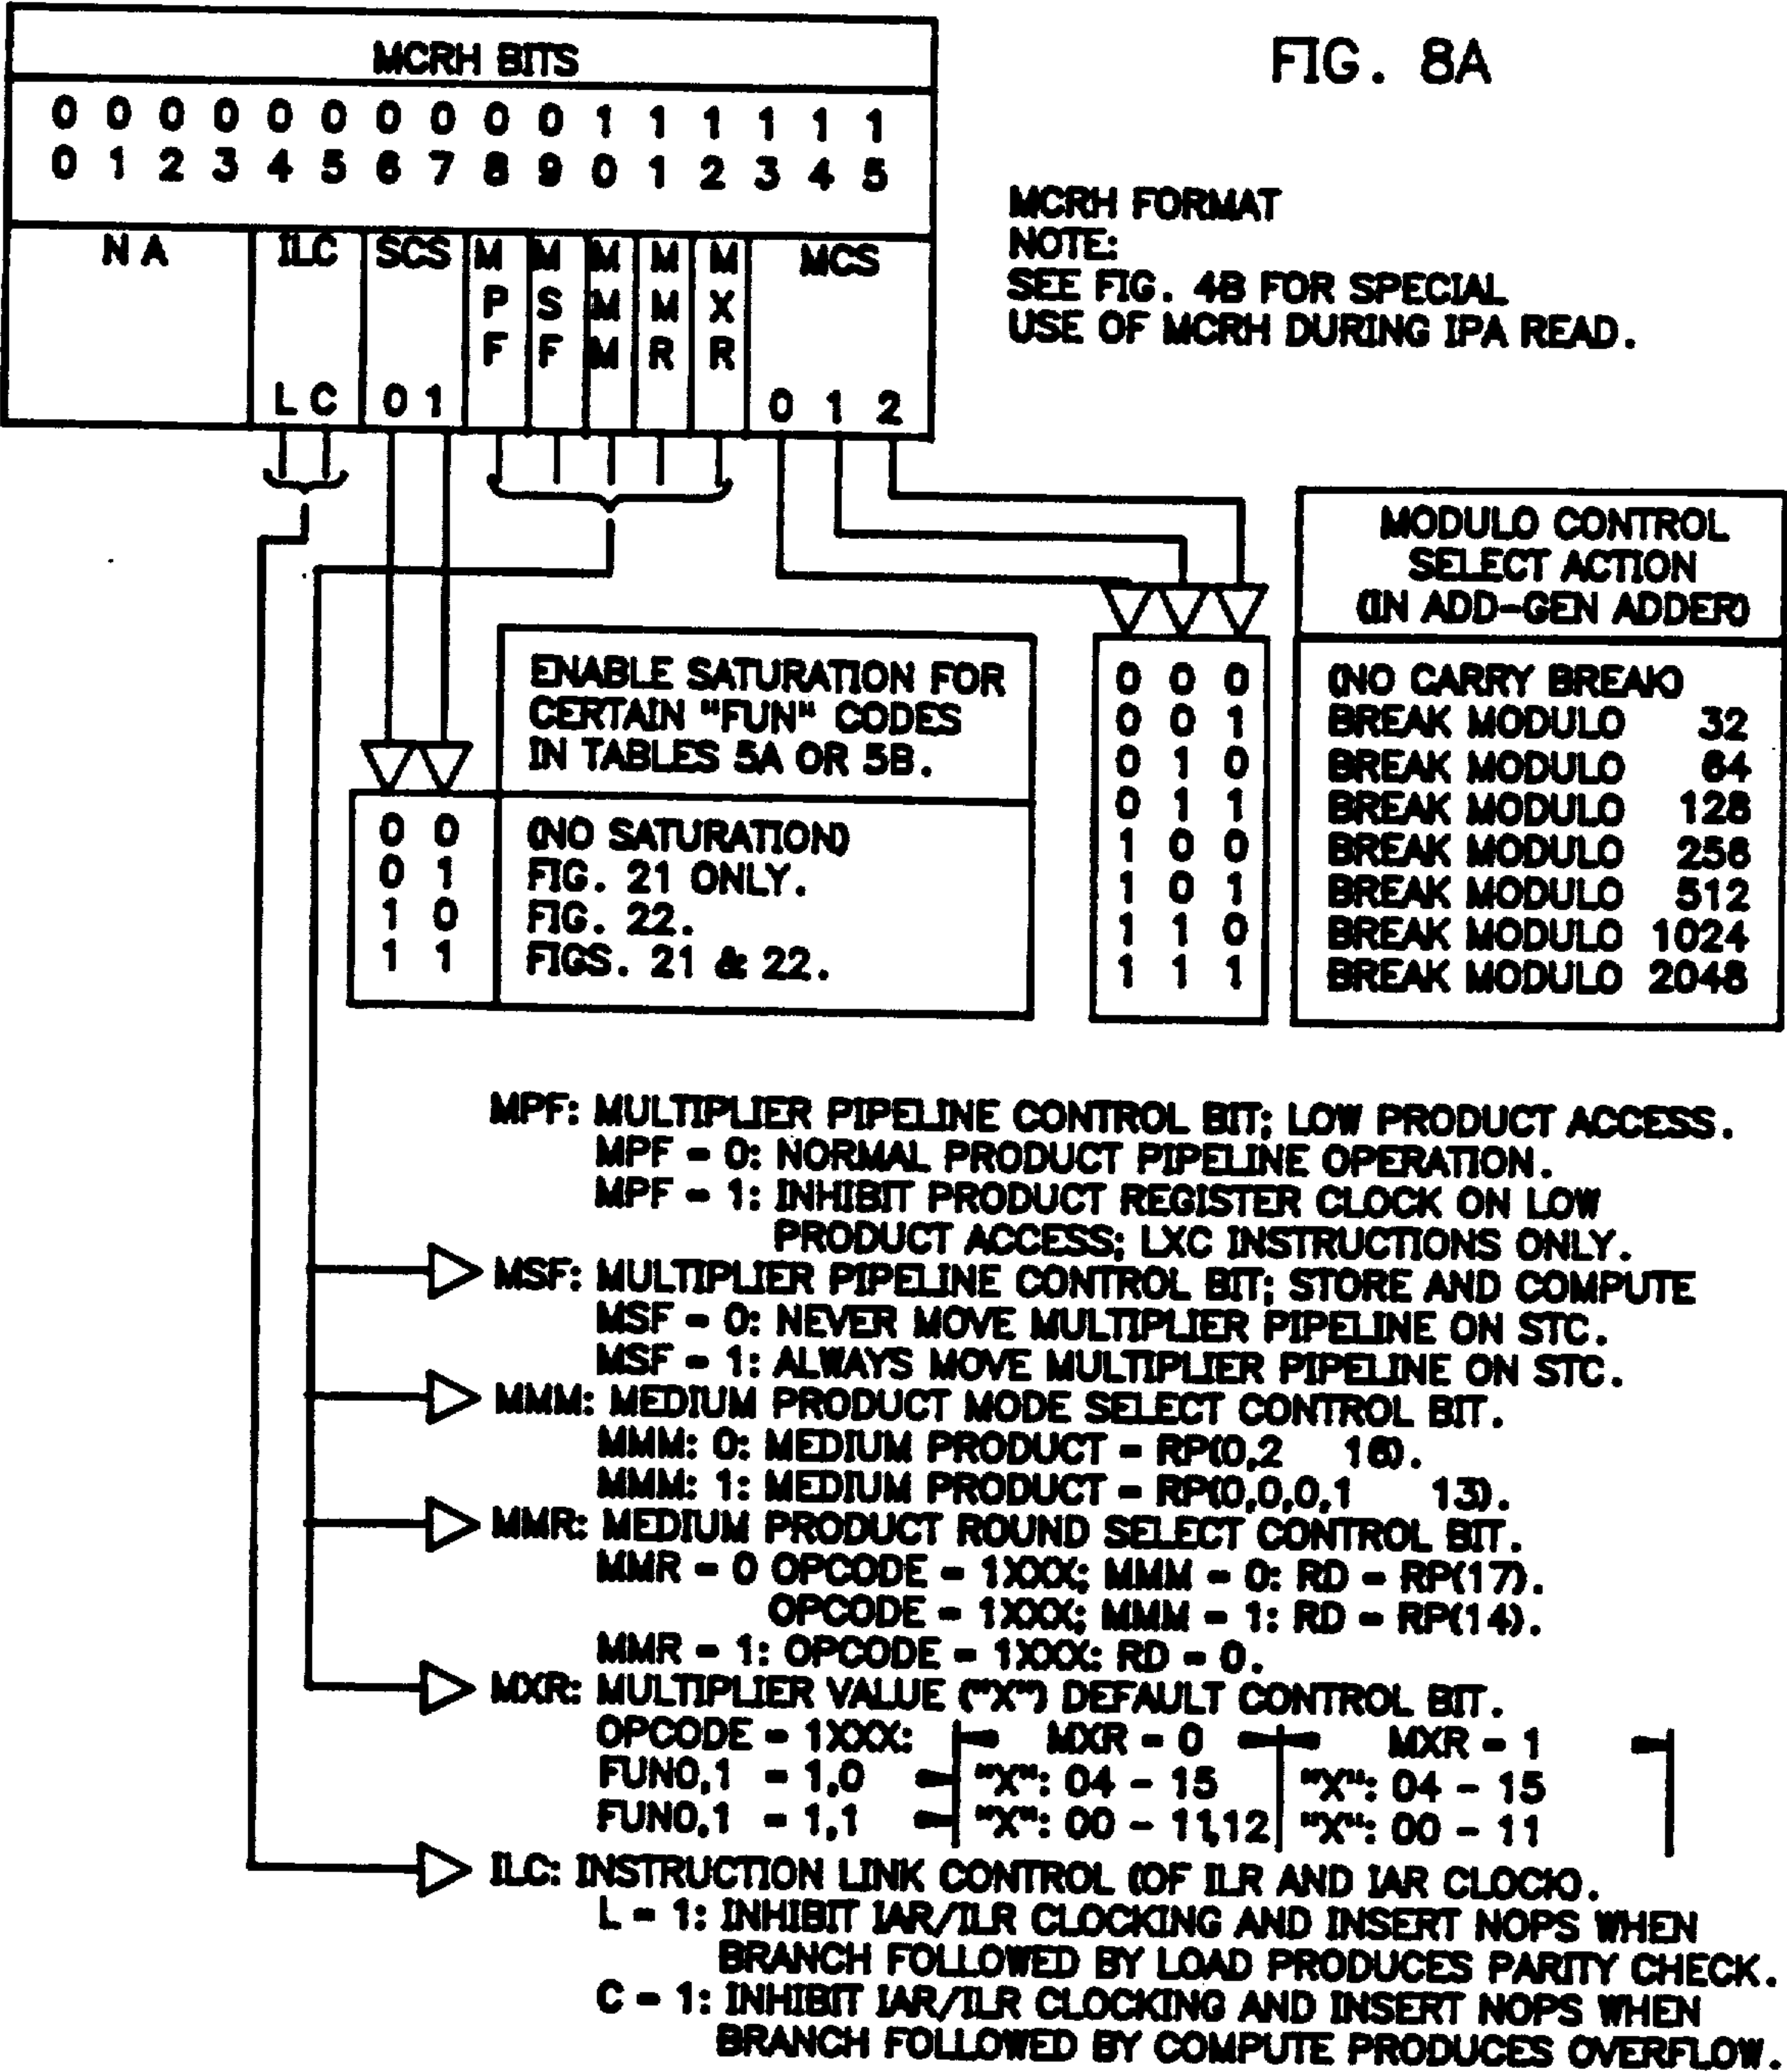 FIG. 8A
MCRH BITS
0 0 0 0 0 0 0 0 0 0 1 1 1 1 1 1
0 1 2 3 4 5 6 7 8 9 0 1 2 3 4 5
NA ILC SCS MPF MSF MMM MMR MXR MCS
L C 0 1 0 1 2
MCRH FORMAT
NOTE:
SEE FIG. 4B FOR SPECIAL
USE OF MCRH DURING IPA READ.
MODULO CONTROL
SELECT ACTION
(IN ADD-GEN ADDER)
0 0 0 (NO CARRY BREAK)
0 0 1 BREAK MODULO 32
0 1 0 BREAK MODULO 64
0 1 1 BREAK MODULO 128
1 0 0 BREAK MODULO 256
1 0 1 BREAK MODULO 512
1 1 0 BREAK MODULO 1024
1 1 1 BREAK MODULO 2048
ENABLE SATURATION FOR
CERTAIN "FUN" CODES
IN TABLES 5A OR 5B.
0 0 (NO SATURATION)
0 1 FIG. 21 ONLY.
1 0 FIG. 22.
1 1 FIGS. 21 & 22.
MPF: MULTIPLIER PIPELINE CONTROL BIT; LOW PRODUCT ACCESS.
MPF = 0: NORMAL PRODUCT PIPELINE OPERATION.
MPF = 1: INHIBIT PRODUCT REGISTER CLOCK ON LOW
PRODUCT ACCESS; LXC INSTRUCTIONS ONLY.
MSF: MULTIPLIER PIPELINE CONTROL BIT; STORE AND COMPUTE
MSF = 0: NEVER MOVE MULTIPLIER PIPELINE ON STC.
MSF = 1: ALWAYS MOVE MULTIPLIER PIPELINE ON STC.
MMM: MEDIUM PRODUCT MODE SELECT CONTROL BIT.
MMM: 0: MEDIUM PRODUCT = RP(0,2 16).
MMM: 1: MEDIUM PRODUCT = RP(0,0,0,1 13).
MMR: MEDIUM PRODUCT ROUND SELECT CONTROL BIT.
MMR = 0 OPCODE = 1XXX; MMM = 0: RD = RP(17).
OPCODE = 1XXX; MMM = 1: RD = RP(14).
MMR = 1: OPCODE = 1XXX: RD = 0.
MXR: MULTIPLIER VALUE ("X") DEFAULT CONTROL BIT.
OPCODE = 1XXX: MXR = 0 MXR = 1
FUN0,1 = 1,0 "X": 04 - 15 "X": 04 - 15
FUN0,1 = 1,1 "X": 00 - 11,12 "X": 00 - 11
ILC: INSTRUCTION LINK CONTROL (OF ILR AND IAR CLOCK).
L = 1: INHIBIT IAR/ILR CLOCKING AND INSERT NOPS WHEN
BRANCH FOLLOWED BY LOAD PRODUCES PARITY CHECK.
C = 1: INHIBIT IAR/ILR CLOCKING AND INSERT NOPS WHEN
BRANCH FOLLOWED BY COMPUTE PRODUCES OVERFLOW.